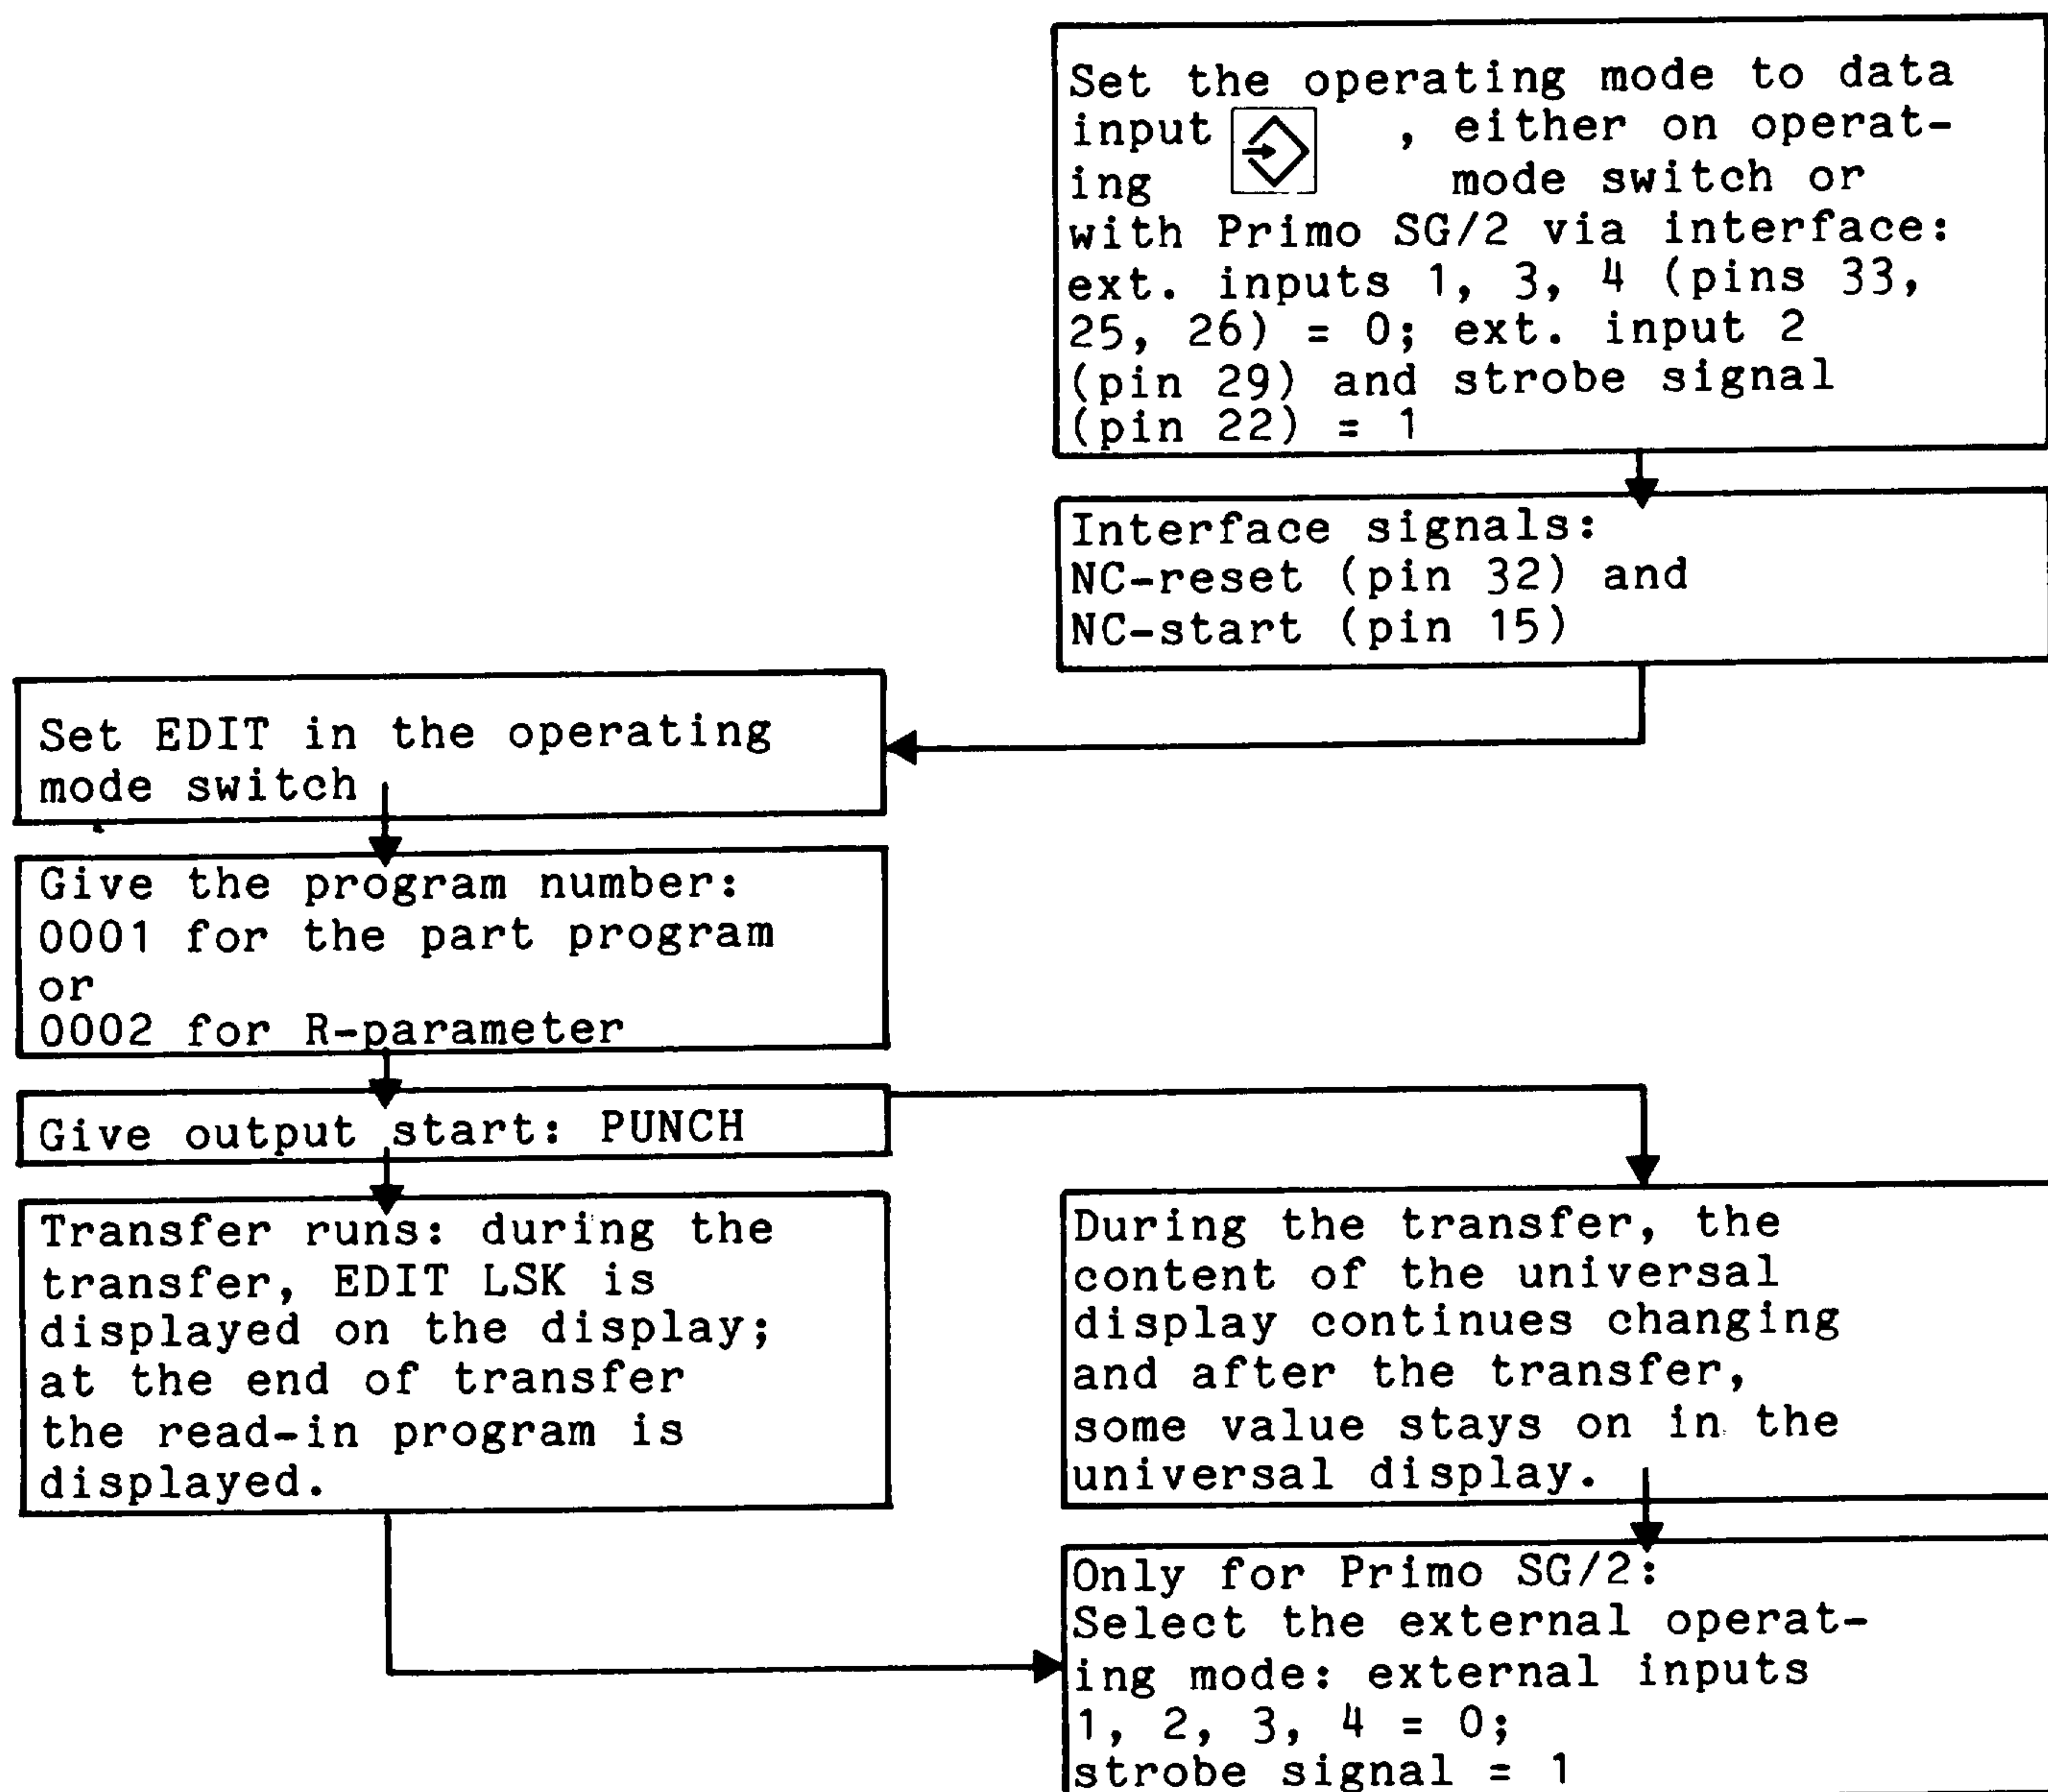 Set the operating mode to data
input , either on operat-
ing mode switch or
with Primo SG/2 via interface:
ext. inputs 1, 3, 4 (pins 33,
25, 26) = 0; ext. input 2
(pin 29) and strobe signal
(pin 22) = 1
Interface signals:
NC-reset (pin 32) and
NC-start (pin 15)
Set EDIT in the operating
mode switch
Give the program number:
0001 for the part program
or
0002 for R-parameter
Give output start: PUNCH
Transfer runs: during the
transfer, EDIT LSK is
displayed on the display;
at the end of transfer
the read-in program is
displayed.
During the transfer, the
content of the universal
display continues changing
and after the transfer,
some value stays on in the
universal display.
Only for Primo SG/2:
Select the external operat-
ing mode: external inputs
1, 2, 3, 4 = 0;
strobe signal = 1